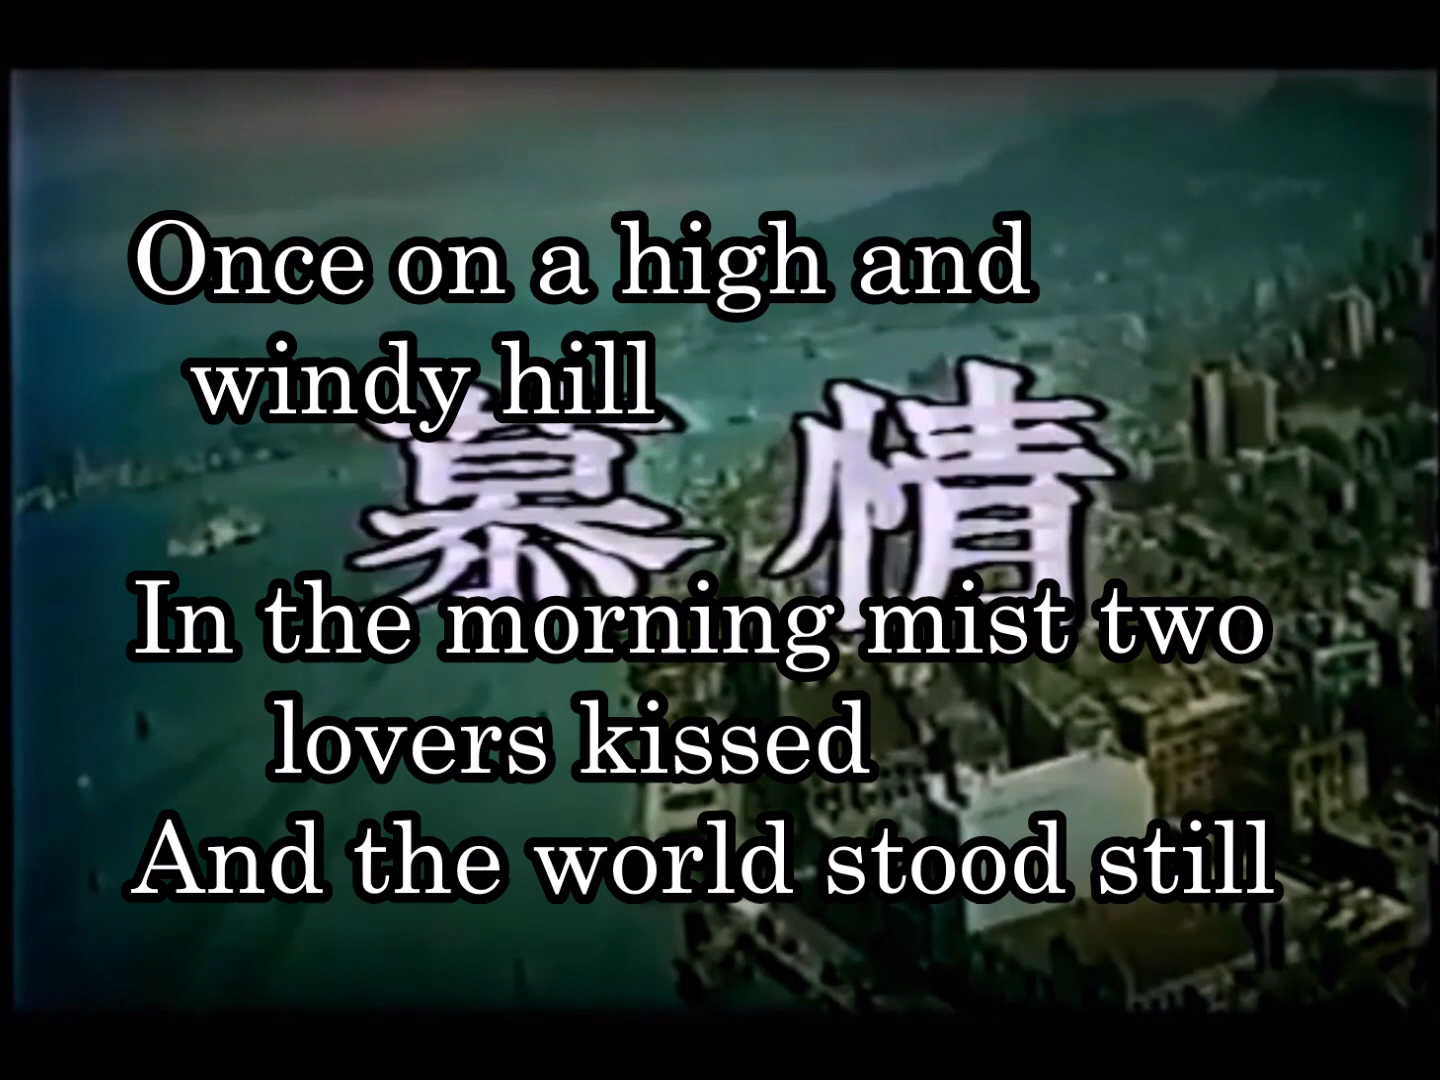 Once on a high and
windy hill
慕情
In the morning mist two
lovers kissed
And the world stood still